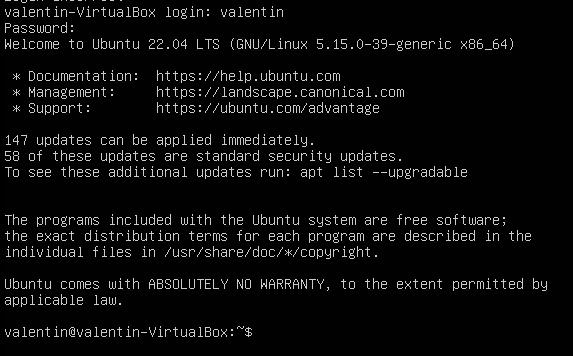 valentin-VirtualBox login: valentin
Password:
Welcome to Ubuntu 22.04 LTS (GNU/Linux 5.15.0-39-generic x86_64)
* Documentation: https://help.ubuntu.com
* Management: https://landscape.canonical.com
* Support: https://ubuntu.com/advantage
147 updates can be applied immediately.
58 of these updates are standard security updates.
To see these additional updates run: apt list --upgradable
The programs included with the Ubuntu system are free software;
the exact distribution terms for each program are described in the
individual files in /usr/share/doc/*/copyright.
Ubuntu comes with ABSOLUTELY NO WARRANTY, to the extent permitted by
applicable law.
valentin@valentin-VirtualBox:~$